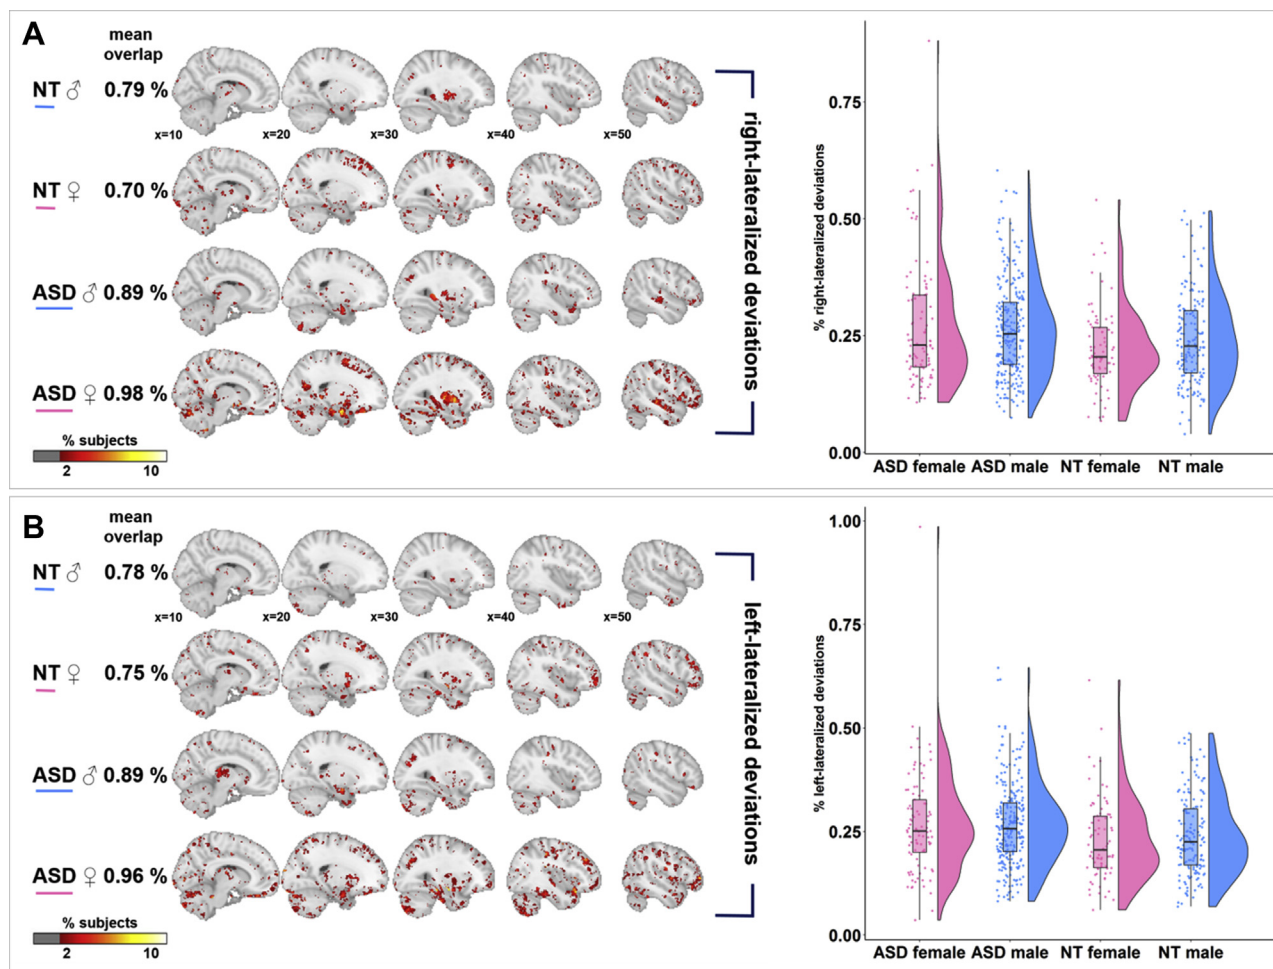 A
mean
overlap
NT ♂ 0.79 %
x=10 x=20 x=30 x=40 x=50
NT ♀ 0.70 %
ASD ♂ 0.89 %
ASD ♀ 0.98 %
% subjects
2 10
right-lateralized deviations
% right-lateralized deviations
0.75
0.50
0.25
0.00
ASD female ASD male NT female NT male
B
mean
overlap
NT ♂ 0.78 %
x=10 x=20 x=30 x=40 x=50
NT ♀ 0.75 %
ASD ♂ 0.89 %
ASD ♀ 0.96 %
% subjects
2 10
left-lateralized deviations
% left-lateralized deviations
1.00
0.75
0.50
0.25
0.00
ASD female ASD male NT female NT male